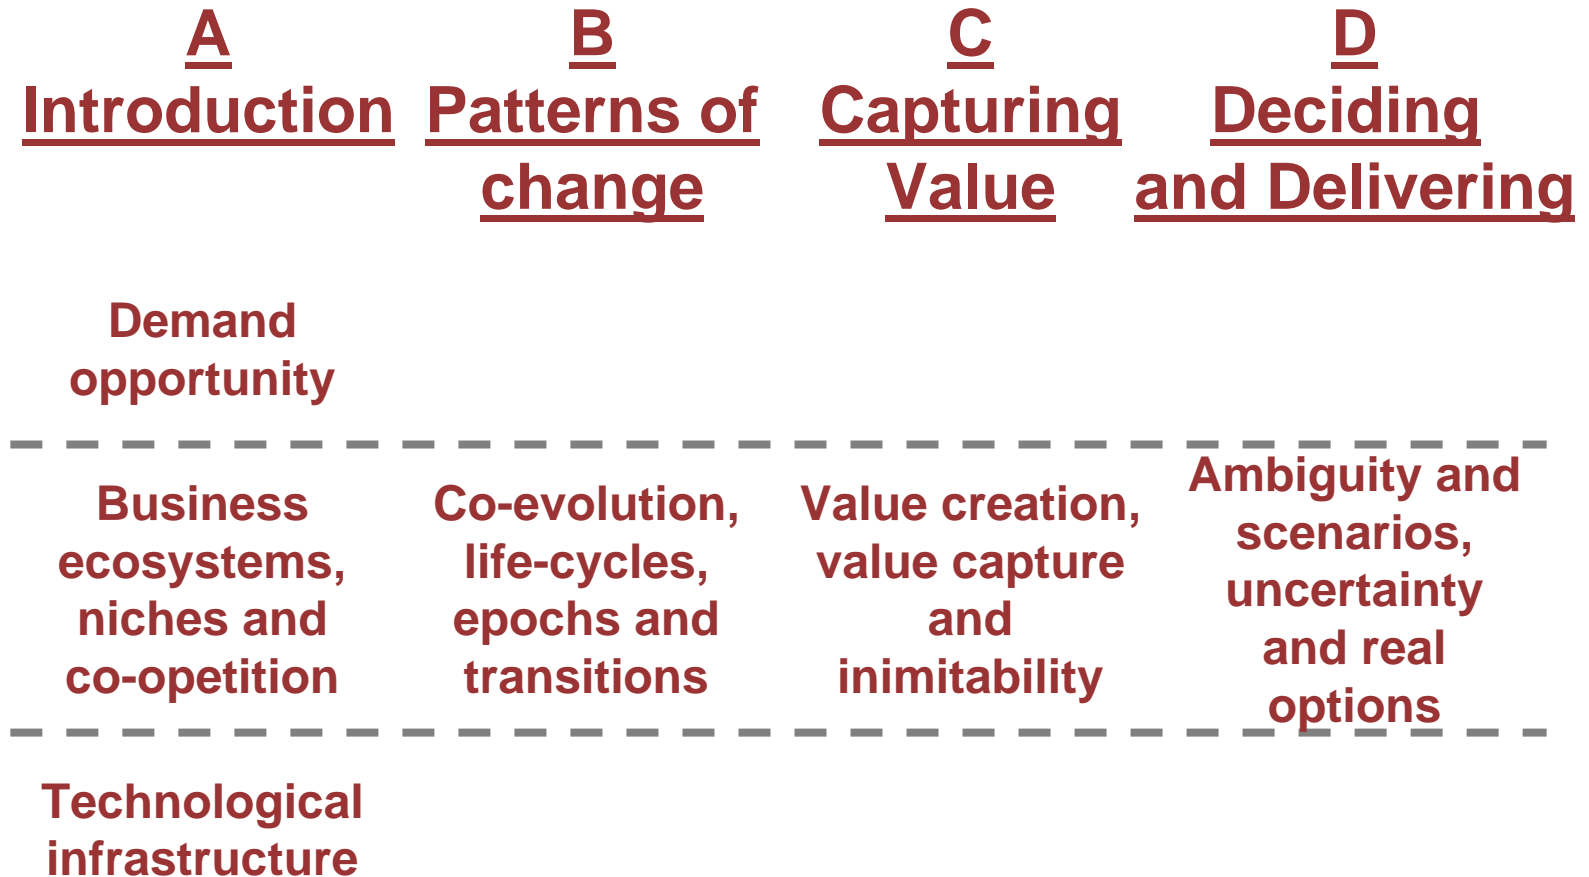 A
Introduction
B
Patterns of
change
C
Capturing
Value
D
Deciding
and Delivering
Demand
opportunity
Business
ecosystems,
niches and
co-opetition
Co-evolution,
life-cycles,
epochs and
transitions
Value creation,
value capture
and
inimitability
Ambiguity and
scenarios,
uncertainty
and real
options
Technological
infrastructure